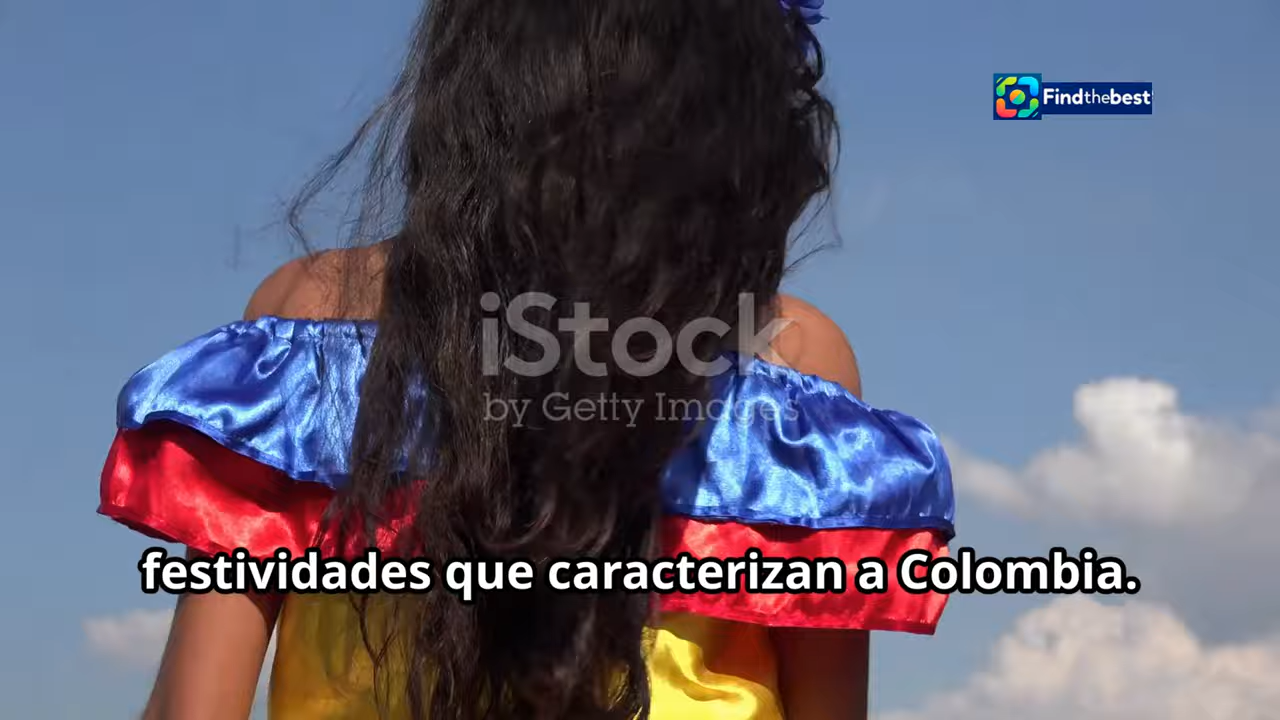 Findthebest
iStock
by Getty Images
festividades que caracterizan a Colombia.